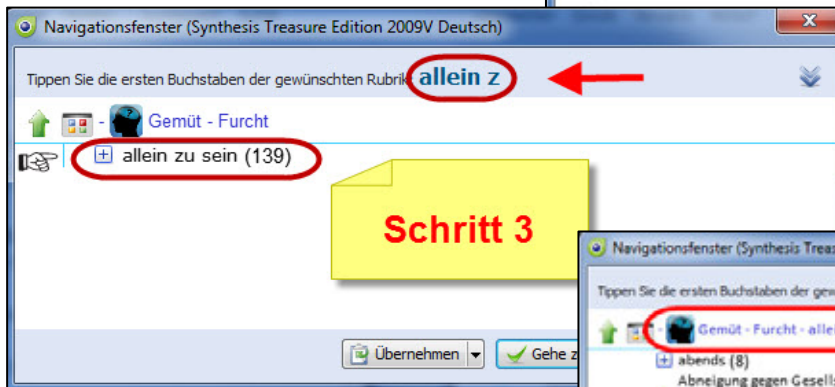 Navigationsfenster (Synthesis Treasure Edition 2009V Deutsch)
Tippen Sie die ersten Buchstaben der gewünschten Rubrik allein z
- Gemüt - Furcht
allein zu sein (139)
Schritt 3
Übernehmen
Gehe z
Navigationsfenster (Synthesis Treas
Tippen Sie die ersten Buchstaben der gew
- Gemüt - Furcht - allei
abends (8)
Abneigung gegen Gesells